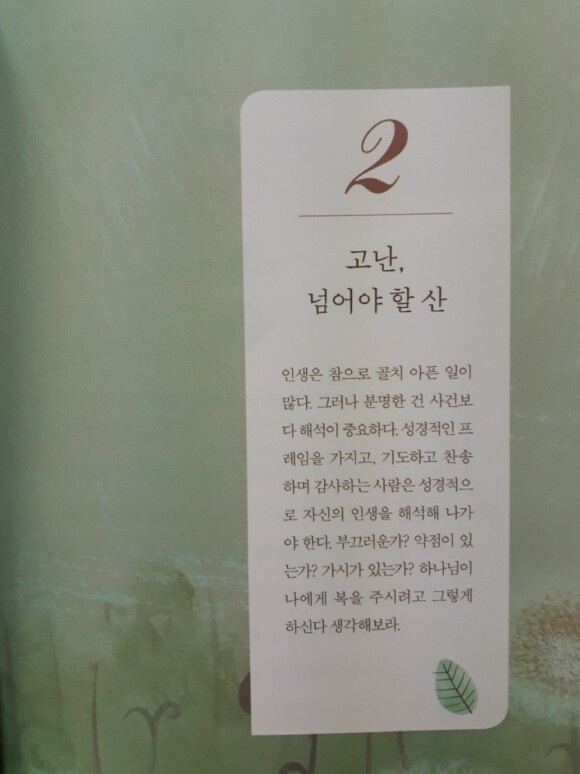 2
고난,
넘어야 할 산
인생은 참으로 골치 아픈 일이
많다. 그러나 분명한 건 사건보
다 해석이 중요하다. 성경적인 프
레임을 가지고, 기도하고 찬송
하며 감사하는 사람은 성경적으
로 자신의 인생을 해석해 나가
야 한다. 부끄러운가? 약점이 있
는가? 가시가 있는가? 하나님이
나에게 복을 주시려고 그렇게
하신다 생각해보라.